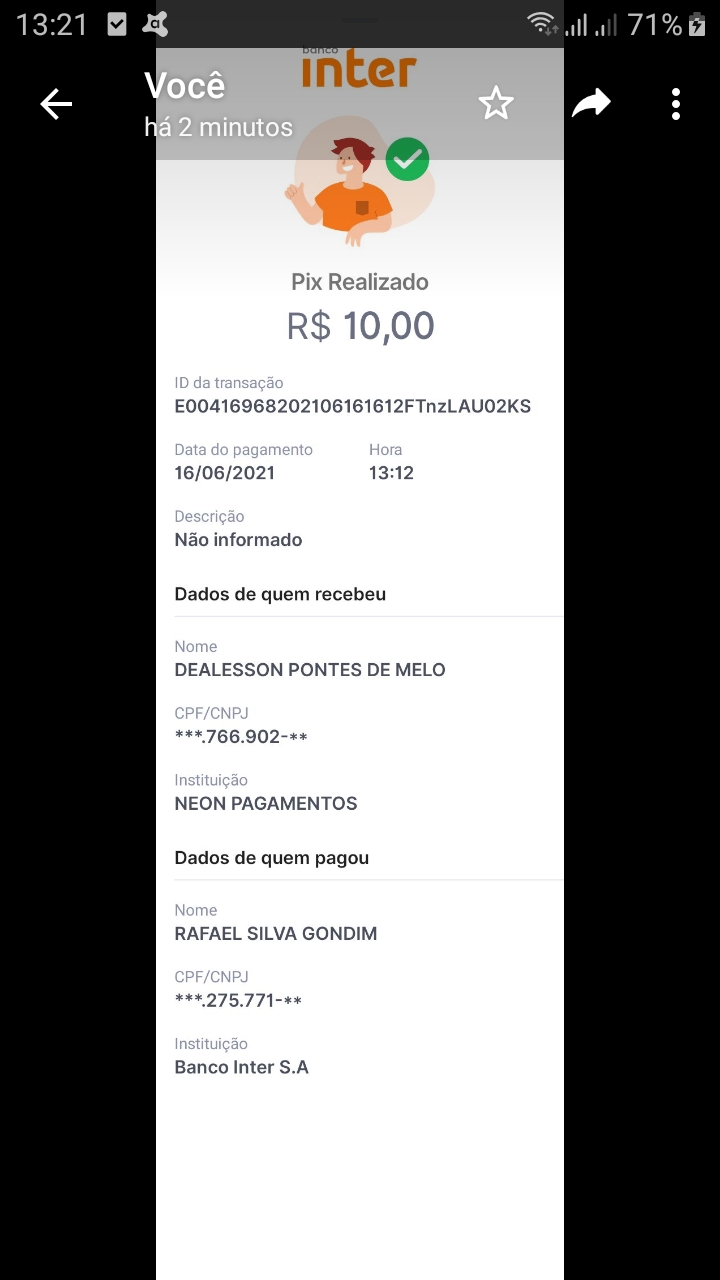 13:21
71%
banco
inter
Você
há 2 minutos
Pix Realizado
R$ 10,00
ID da transação
E00416968202106161612FTnzLAU02KS
Data do pagamento Hora
16/06/2021 13:12
Descrição
Não informado
Dados de quem recebeu
Nome
DEALESSON PONTES DE MELO
CPF/CNPJ
***.766.902-**
Instituição
NEON PAGAMENTOS
Dados de quem pagou
Nome
RAFAEL SILVA GONDIM
CPF/CNPJ
***.275.771-**
Instituição
Banco Inter S.A